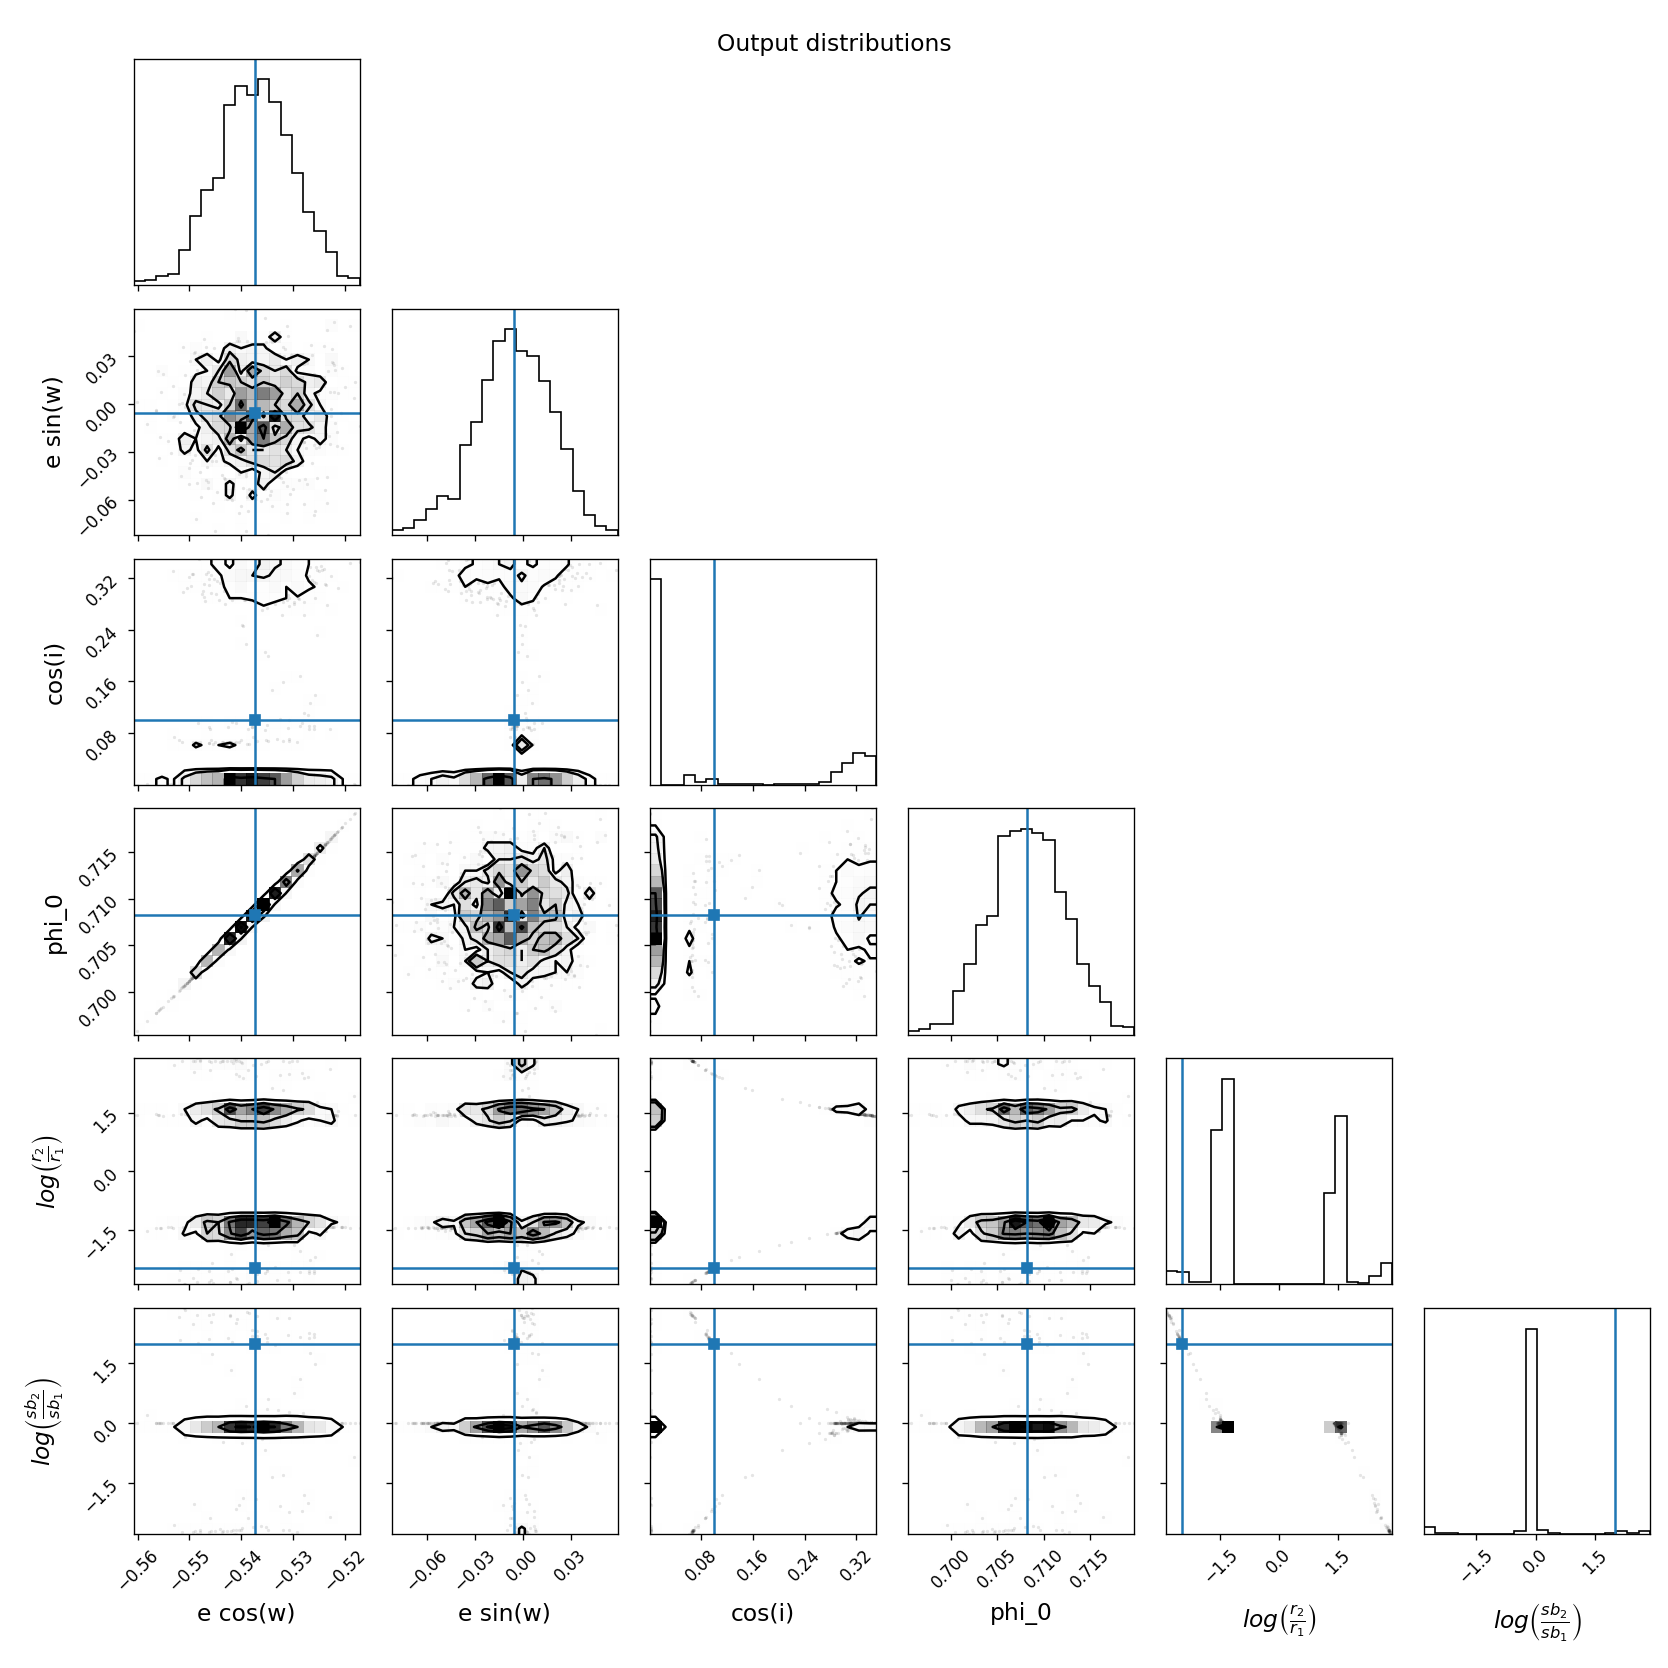 Output distributions
e sin(w)
0.03
0.00
−0.03
−0.06
cos(i)
0.32
0.24
0.16
0.08
phi_0
0.715
0.710
0.705
0.700
log(r₂/r₁)
1.5
0.0
−1.5
log(sb₂/sb₁)
1.5
0.0
−1.5
−0.56 −0.55 −0.54 −0.53 −0.52 −0.06 −0.03 0.00 0.03 0.08 0.16 0.24 0.32 0.700 0.705 0.710 0.715 −1.5 0.0 1.5 −1.5 0.0 1.5
e cos(w) e sin(w) cos(i) phi_0 log(r₂/r₁) log(sb₂/sb₁)